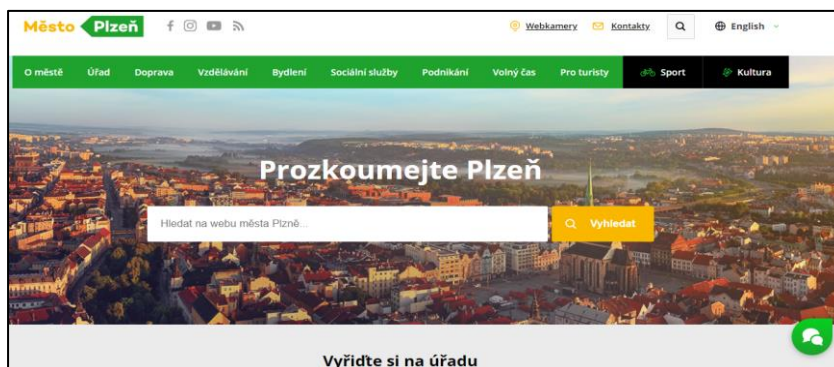 Město Plzeň
Webkamery Kontakty English
O městě Úřad Doprava Vzdělávání Bydlení Sociální služby Podnikání Volný čas Pro turisty Sport Kultura
Prozkoumejte Plzeň
Hledat na webu města Plzně... Vyhledat
Vyřiďte si na úřadu